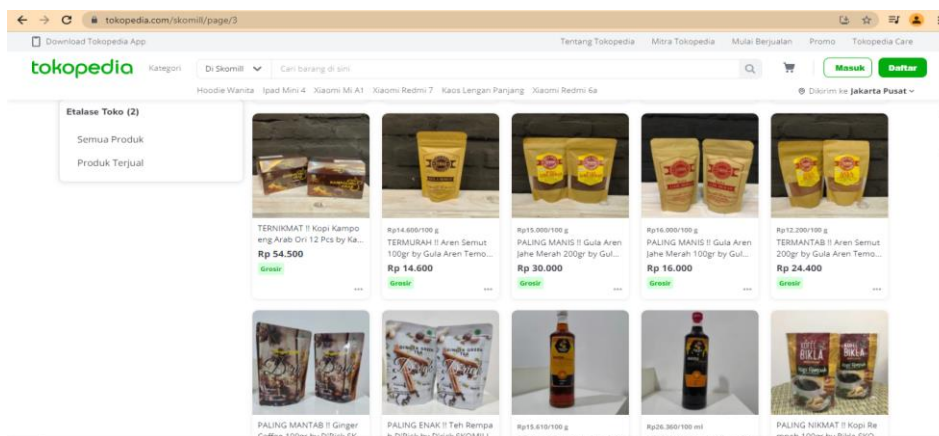 tokopedia.com/skomill/page/3
Download Tokopedia App
Tentang Tokopedia Mitra Tokopedia Mulai Berjualan Promo Tokopedia Care
tokopedia Kategori Di Skomill Cari barang di sini Masuk Daftar
Hoodie Wanita Ipad Mini 4 Xiaomi Mi A1 Xiaomi Redmi 7 Kaos Lengan Panjang Xiaomi Redmi 6a Dikirim ke Jakarta Pusat
Etalase Toko (2)
Semua Produk
Produk Terjual
TERNIKMAT !! Kopi Kampo
eng Arab Ori 12 Pcs by Ka...
Rp 54.500
Grosir
Rp14.600/100 g
TERMURAH !! Aren Semut
100gr by Gula Aren Temo...
Rp 14.600
Grosir
Rp15.000/100 g
PALING MANIS !! Gula Aren
Jahe Merah 200gr by Gul...
Rp 30.000
Grosir
Rp16.000/100 g
PALING MANIS !! Gula Aren
Jahe Merah 100gr by Gul...
Rp 16.000
Grosir
Rp12.200/100 g
TERMANTAB !! Aren Semut
200gr by Gula Aren Temo...
Rp 24.400
Grosir
PALING MANTAB !! Ginger
PALING ENAK !! Teh Rempa
Rp15.610/100 g
Rp26.360/100 ml
KOFFIE
BIKLA
PALING NIKMAT !! Kopi Re